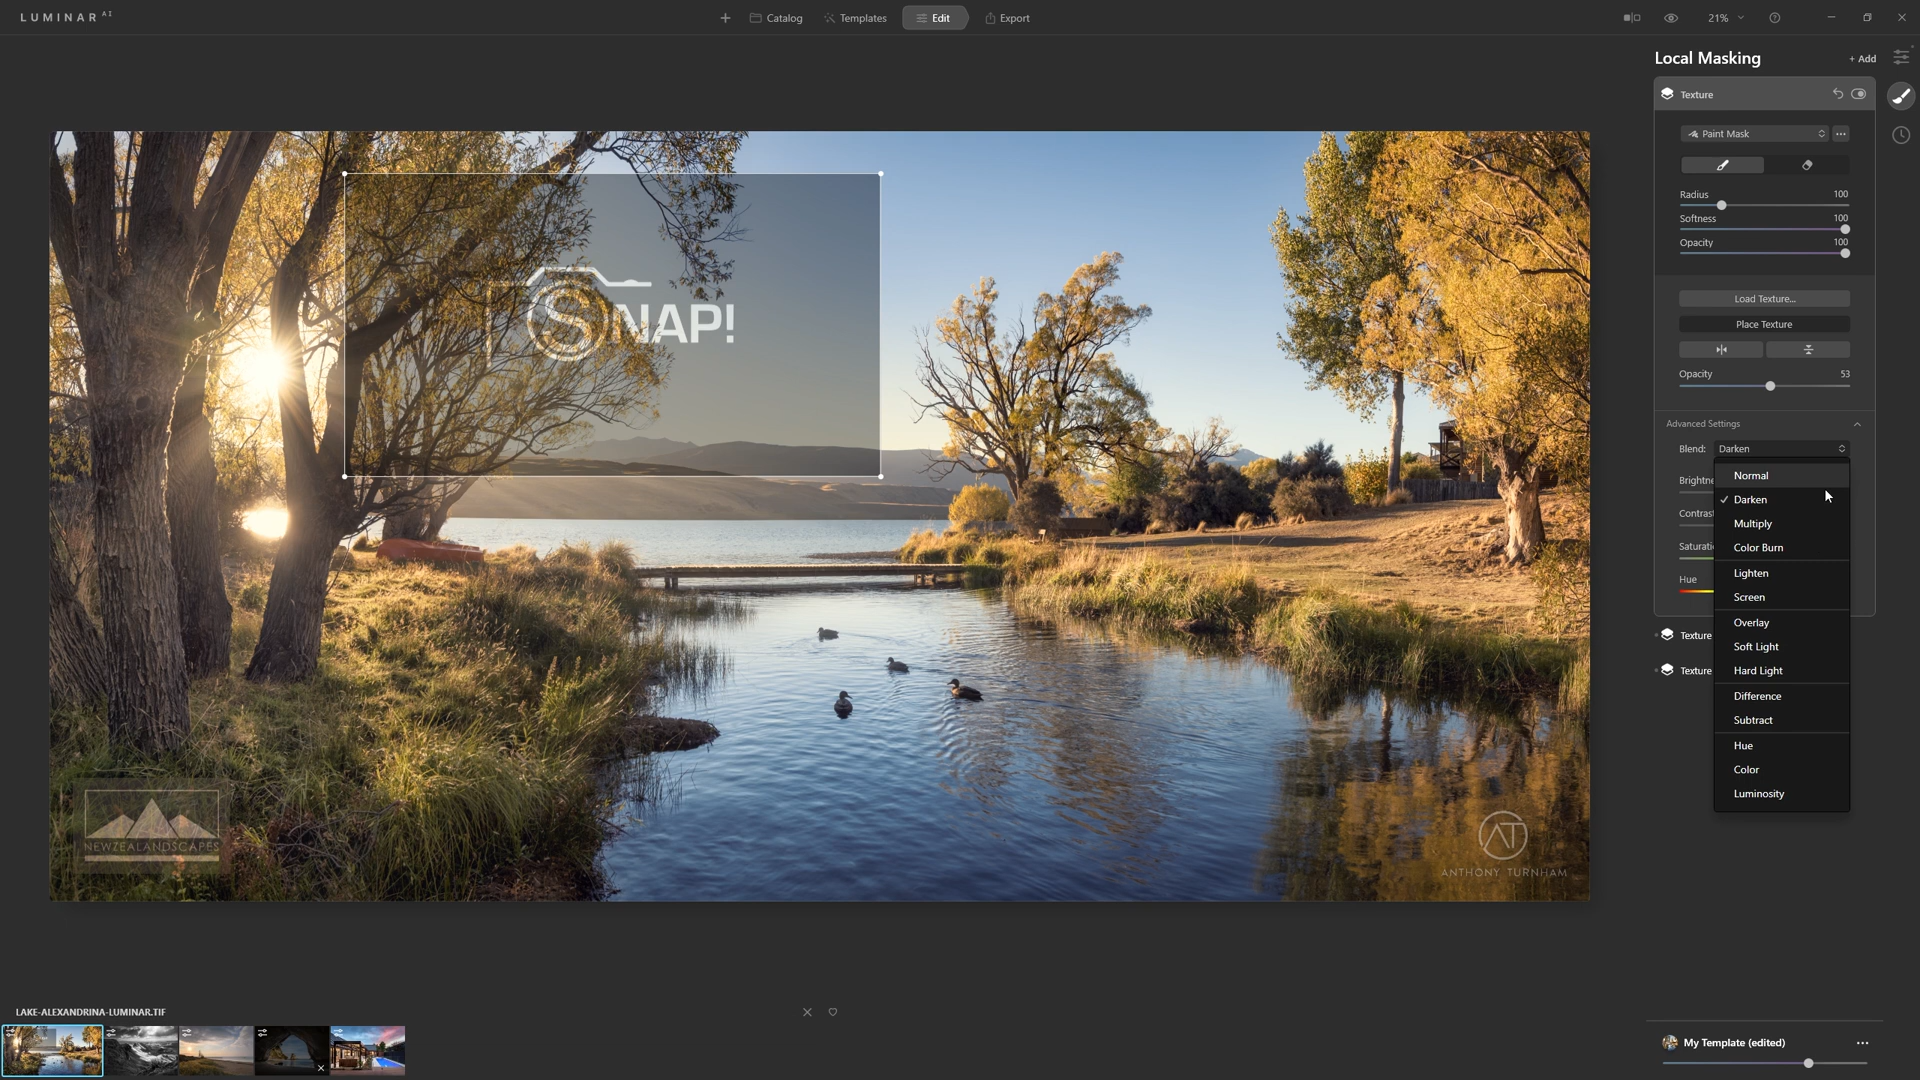 LUMINAR AI
Catalog
Templates
Edit
Export
21%
Local Masking
+ Add
Texture
Paint Mask
Radius 100
Softness 100
Opacity 100
Load Texture...
Place Texture
Opacity 53
Advanced Settings
Blend: Darken
Normal
Brightne
Darken
Multiply
Contras
Color Burn
Saturati
Lighten
Hue
Screen
Overlay
Texture
Soft Light
Texture
Hard Light
Difference
Subtract
Hue
Color
Luminosity
SNAP!
NEWZEALANDSCAPES
AT
ANTHONY TURNHAM
LAKE-ALEXANDRINA-LUMINAR.TIF
My Template (edited)